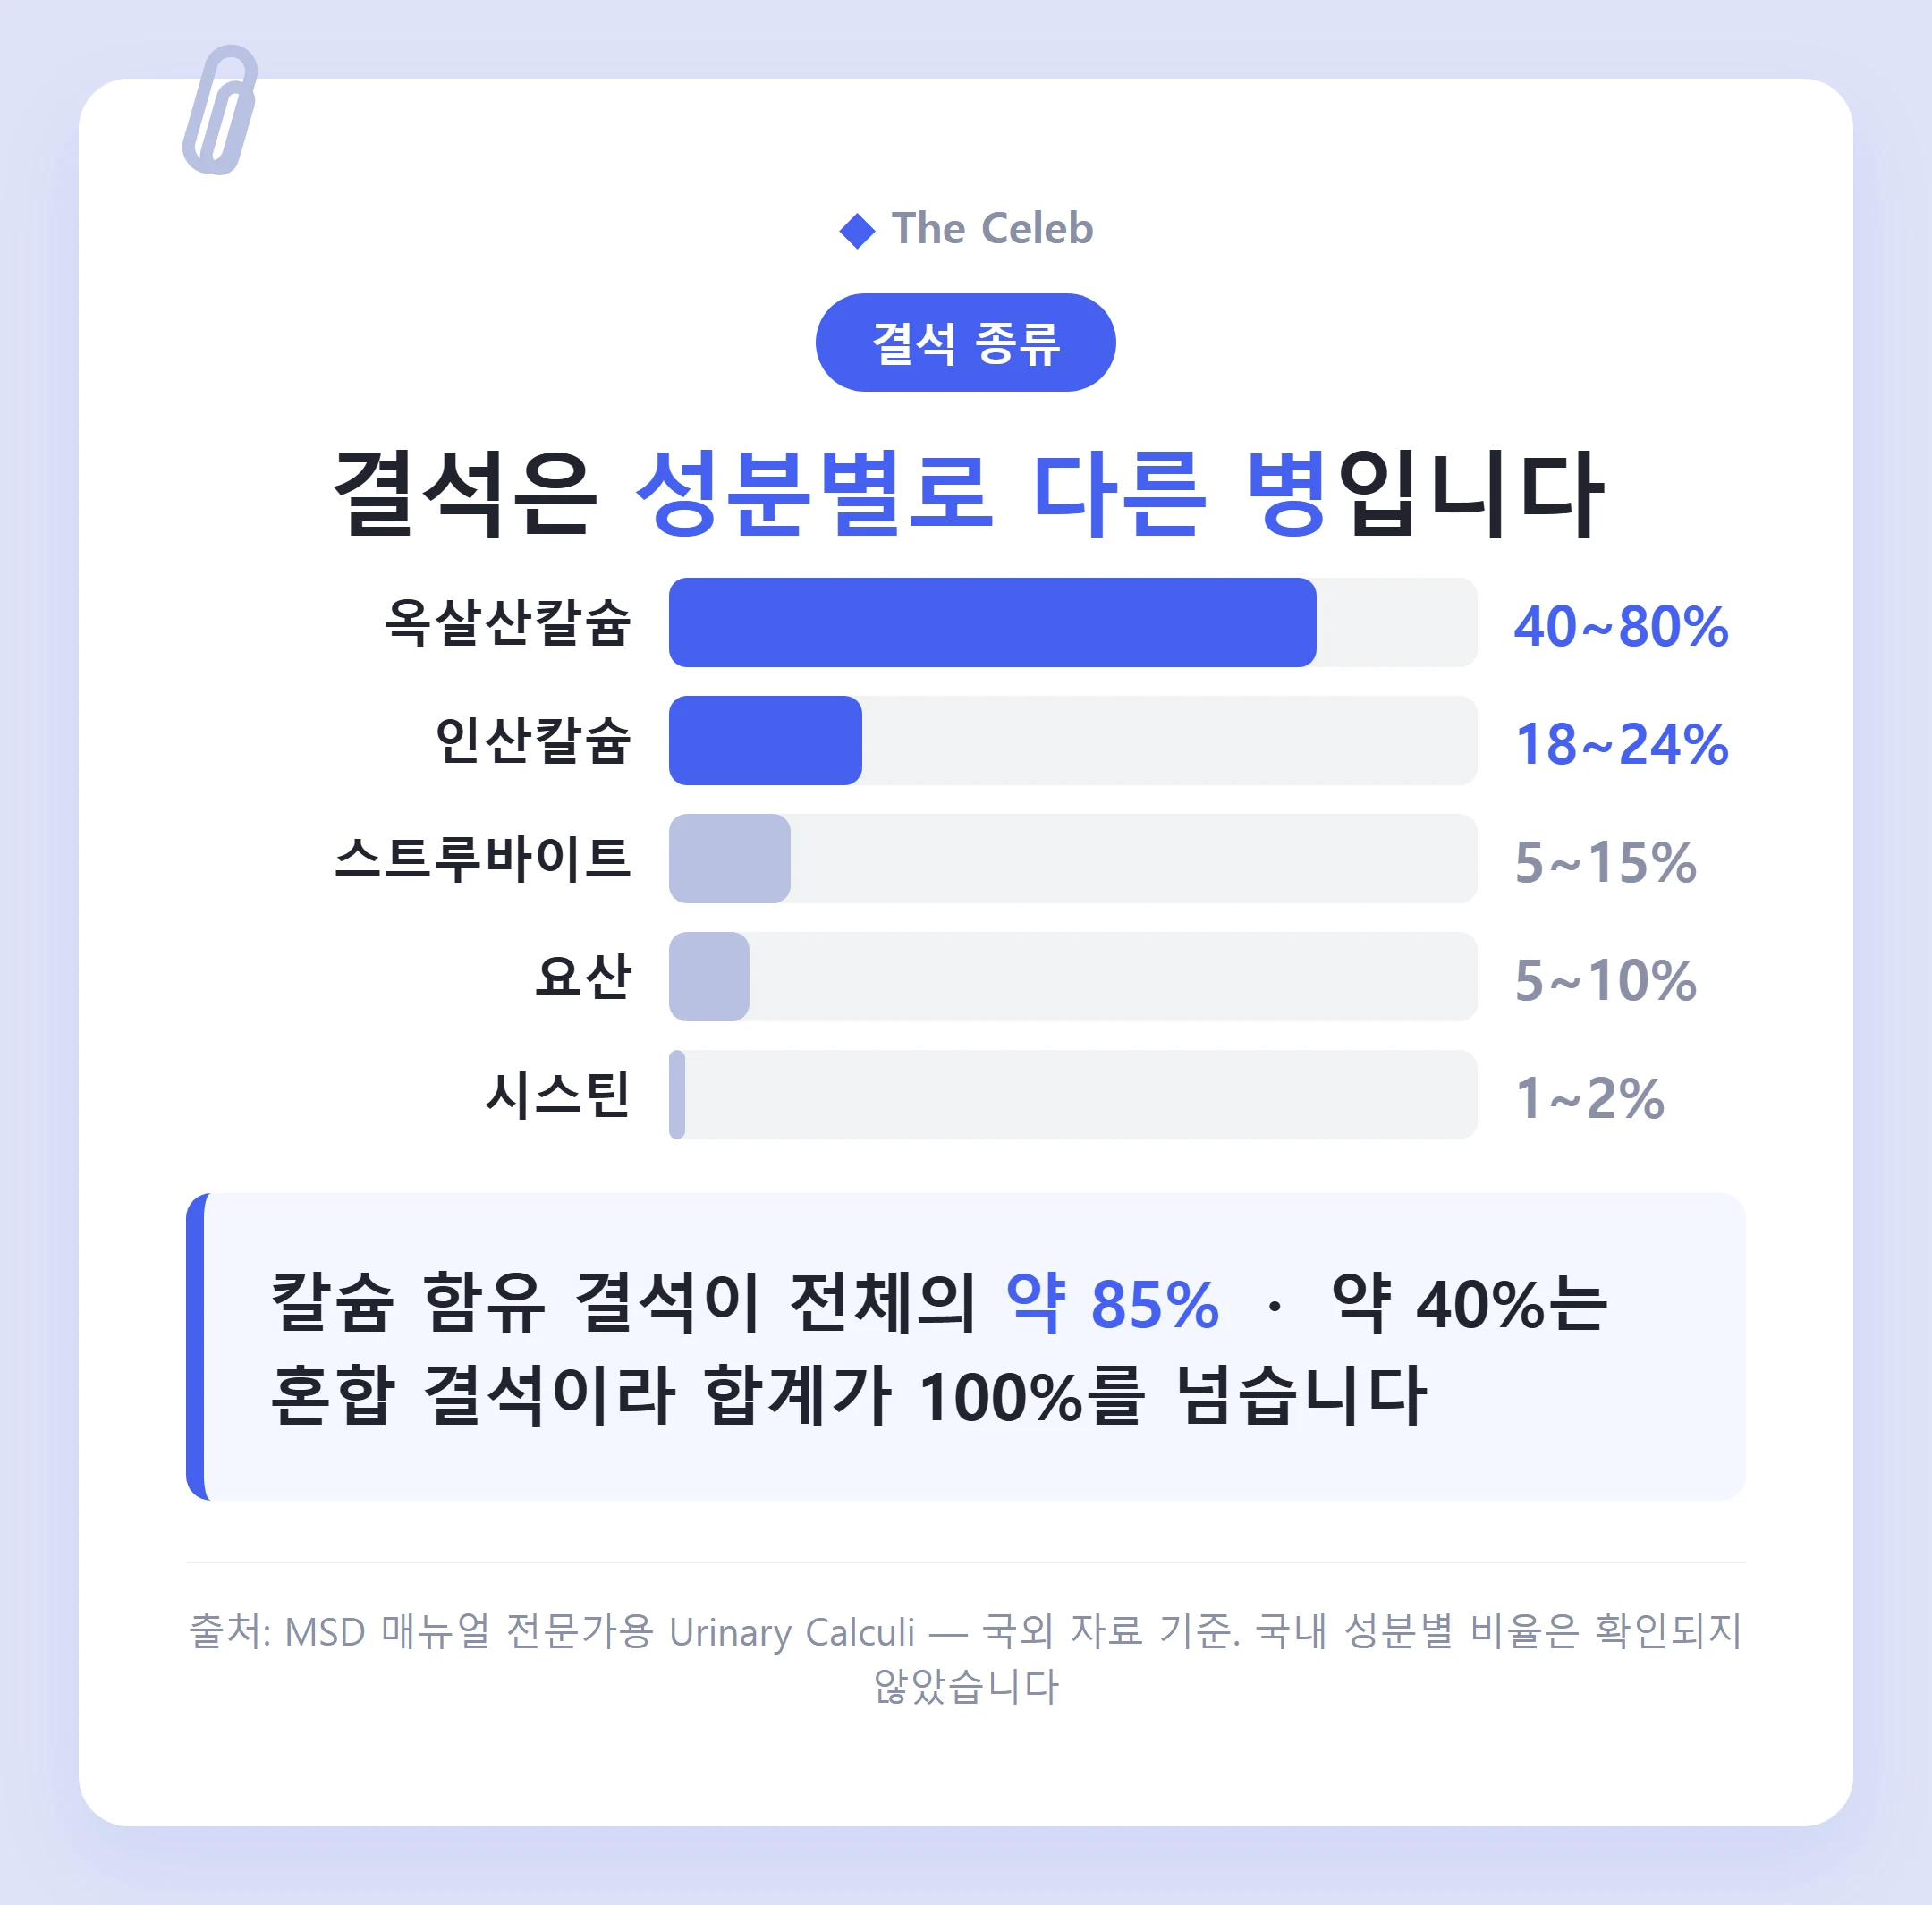 The Celeb
결석 종류
결석은 성분별로 다른 병입니다
옥살산칼슘 40~80%
인산칼슘 18~24%
스트루바이트 5~15%
요산 5~10%
시스틴 1~2%
칼슘 함유 결석이 전체의 약 85% · 약 40%는
혼합 결석이라 합계가 100%를 넘습니다
출처: MSD 매뉴얼 전문가용 Urinary Calculi — 국외 자료 기준. 국내 성분별 비율은 확인되지
않았습니다